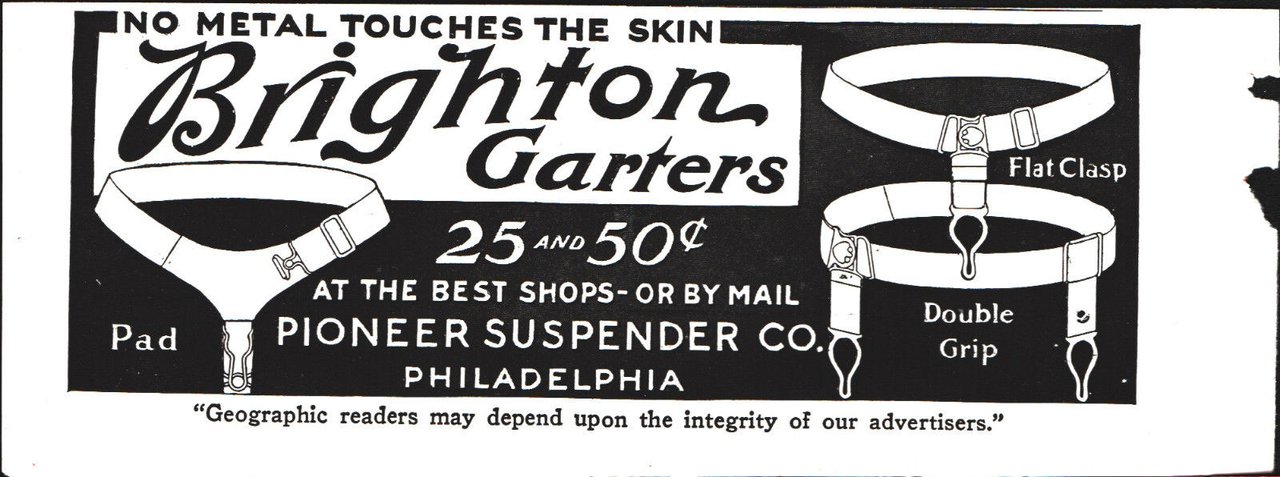 NO METAL TOUCHES THE SKIN
Brighton
Garters
25 AND 50¢
AT THE BEST SHOPS-OR BY MAIL
PIONEER SUSPENDER CO.
PHILADELPHIA
Pad
Flat Clasp
Double
Grip
"Geographic readers may depend upon the integrity of our advertisers."